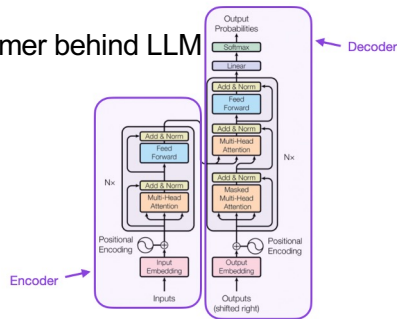 mer behind LLM
Output
Probabilities
Softmax
Linear
Add & Norm
Feed
Forward
Add & Norm
Multi-Head
Attention
Add & Norm
Masked
Multi-Head
Attention
Nx
Positional
Encoding
Output
Embedding
Outputs
(shifted right)
Decoder
Add & Norm
Feed
Forward
Add & Norm
Multi-Head
Attention
Nx
Positional
Encoding
Input
Embedding
Inputs
Encoder